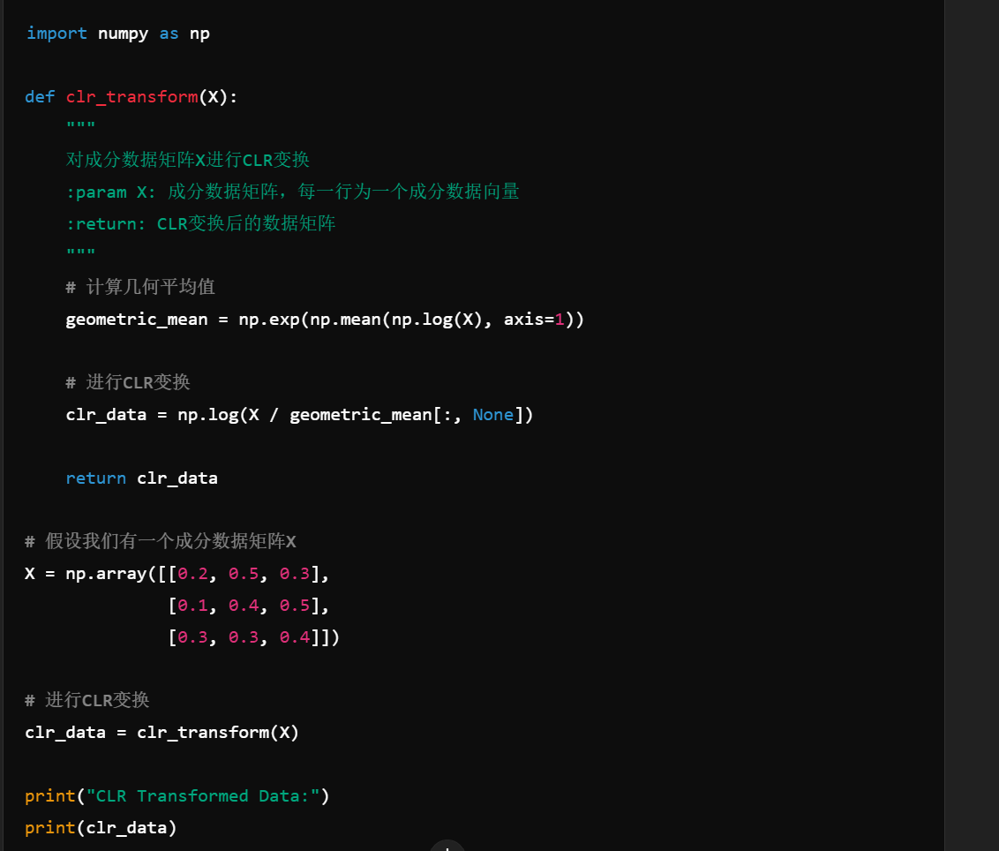 import numpy as np
def clr_transform(X):
    """
    对成分数据矩阵X进行CLR变换
    :param X: 成分数据矩阵，每一行为一个成分数据向量
    :return: CLR变换后的数据矩阵
    """
    # 计算几何平均值
    geometric_mean = np.exp(np.mean(np.log(X), axis=1))
    # 进行CLR变换
    clr_data = np.log(X / geometric_mean[:, None])
    return clr_data
# 假设我们有一个成分数据矩阵X
X = np.array([[0.2, 0.5, 0.3],
              [0.1, 0.4, 0.5],
              [0.3, 0.3, 0.4]])
# 进行CLR变换
clr_data = clr_transform(X)
print("CLR Transformed Data:")
print(clr_data)